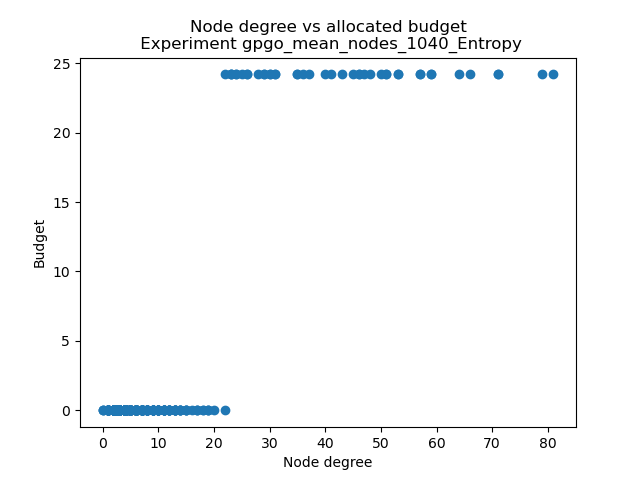 Node degree vs allocated budget
Experiment gpgo_mean_nodes_1040_Entropy
25
20
15
10
5
0
Budget
0 10 20 30 40 50 60 70 80
Node degree